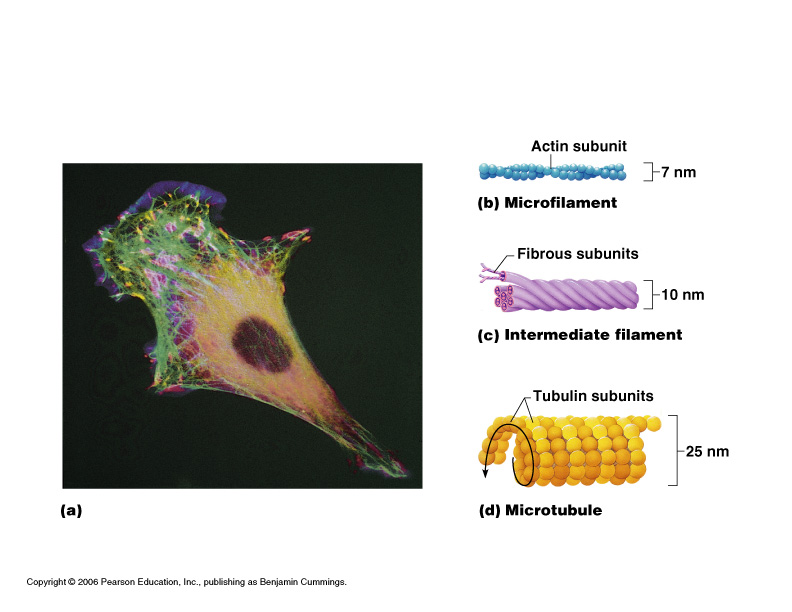 Actin subunit
7 nm
(b) Microfilament
Fibrous subunits
10 nm
(c) Intermediate filament
Tubulin subunits
25 nm
(a)
(d) Microtubule
Copyright © 2006 Pearson Education, Inc., publishing as Benjamin Cummings.